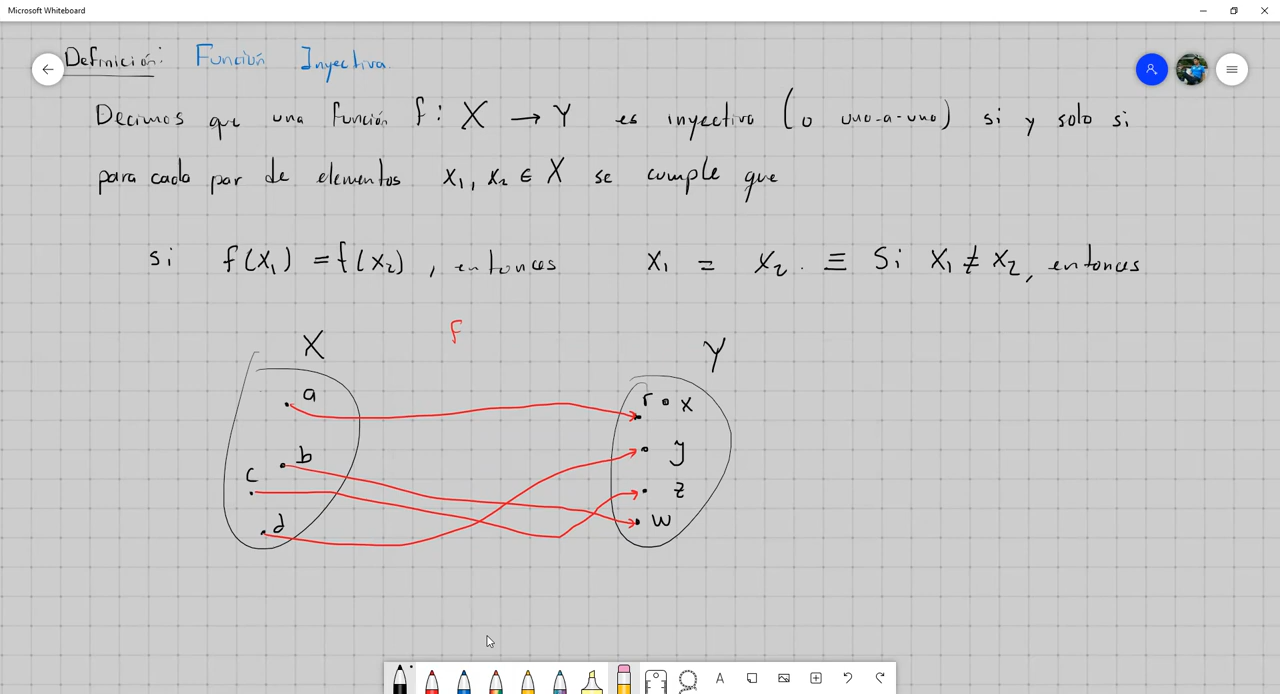 Microsoft Whiteboard
Definición: Función Inyectiva.
Decimos que una función f: X → Y es inyectiva (o uno-a-uno) si y solo si
para cada par de elementos x₁, x₂ ∈ X se cumple que
si f(x₁) = f(x₂), entonces x₁ = x₂. ≡ Si x₁ ≠ x₂, entonces
f
X
Y
a
r x
b
y
c
z
d
w
A